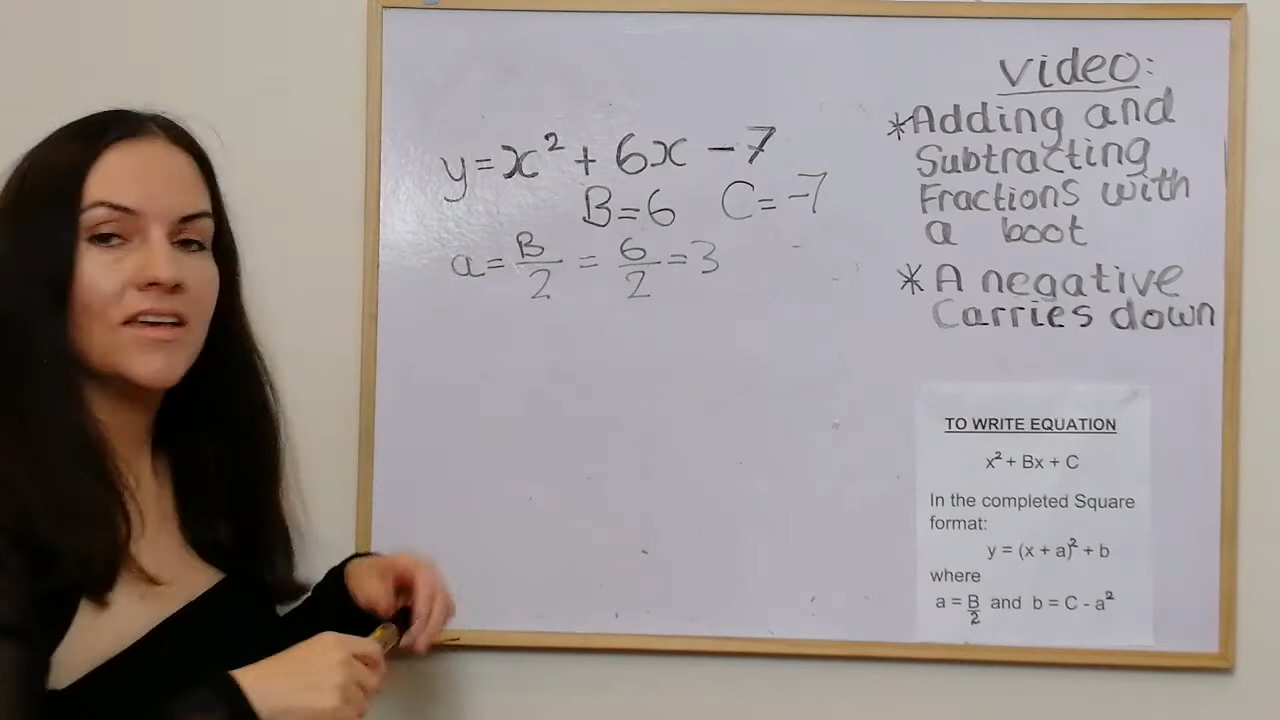 y = x² + 6x - 7
B = 6 C = -7
a = B/2 = 6/2 = 3
video:
*Adding and
Subtracting
Fractions with
a boot
* A negative
Carries down
TO WRITE EQUATION
x² + Bx + C
In the completed Square
format:
y = (x + a)² + b
where
a = B/2 and b = C - a²